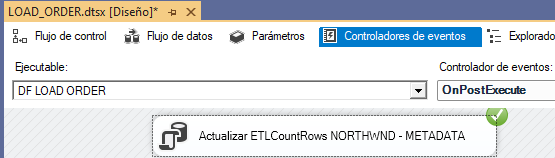 LOAD_ORDER.dtsx [Diseño]*
Flujo de control Flujo de datos Parámetros Controladores de eventos Explorado
Ejecutable: Controlador de eventos:
DF LOAD ORDER OnPostExecute
Actualizar ETLCountRows NORTHWND - METADATA